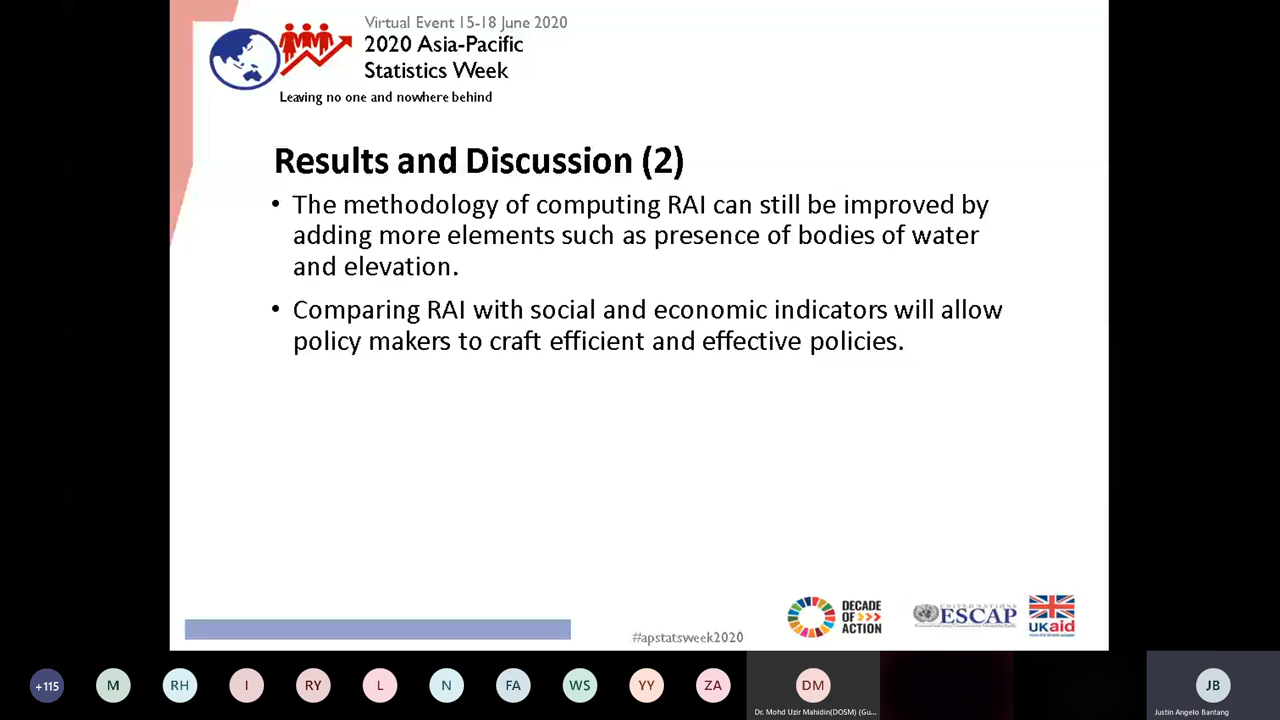 Virtual Event 15-18 June 2020
2020 Asia-Pacific
Statistics Week
Leaving no one and nowhere behind
Results and Discussion (2)
• The methodology of computing RAI can still be improved by
adding more elements such as presence of bodies of water
and elevation.
• Comparing RAI with social and economic indicators will allow
policy makers to craft efficient and effective policies.
DECADE
OF >>>
ACTION
UNITED NATIONS
ESCAP
UKaid
#apstatsweek2020
+115
M
RH
I
RY
L
N
FA
WS
YY
ZA
DM
JB
Dr. Mohd Uzir Mahidin(DOSM) (Gu...
Justin Angelo Bantang